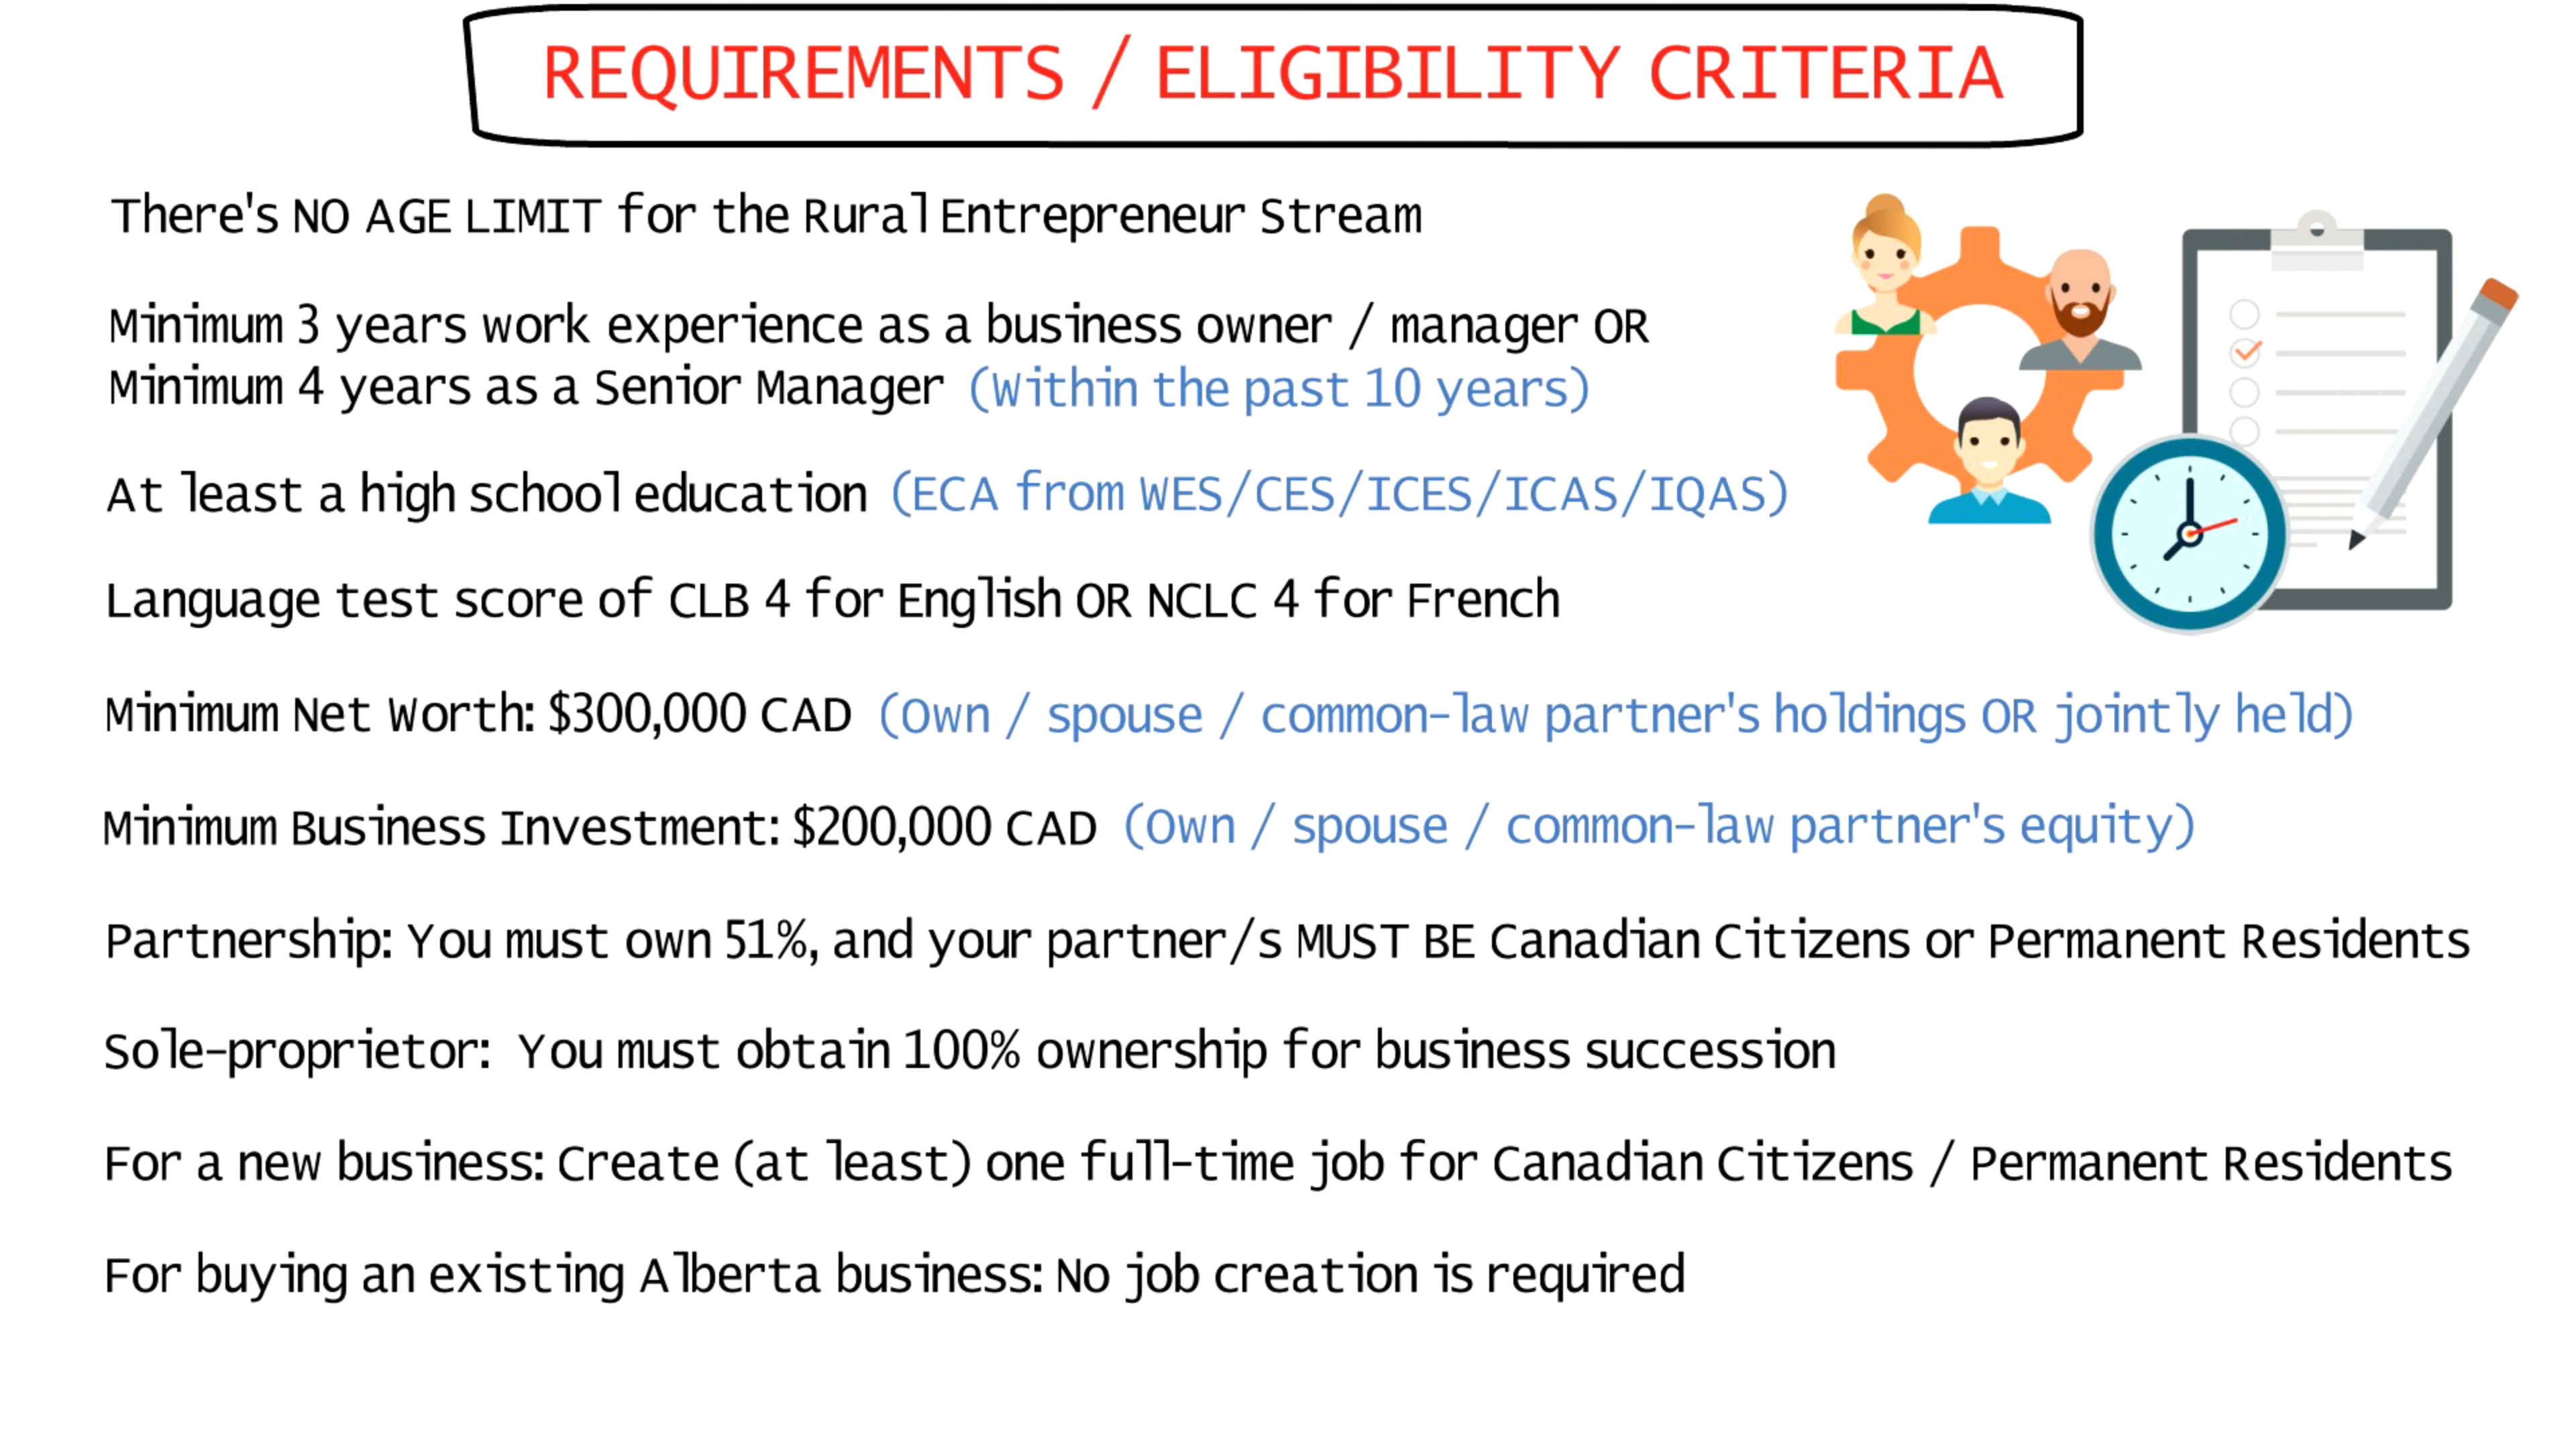 REQUIREMENTS / ELIGIBILITY CRITERIA
There's NO AGE LIMIT for the Rural Entrepreneur Stream
Minimum 3 years work experience as a business owner / manager OR
Minimum 4 years as a Senior Manager (Within the past 10 years)
At least a high school education (ECA from WES/CES/ICES/ICAS/IQAS)
Language test score of CLB 4 for English OR NCLC 4 for French
Minimum Net Worth: $300,000 CAD (Own / spouse / common-law partner's holdings OR jointly held)
Minimum Business Investment: $200,000 CAD (Own / spouse / common-law partner's equity)
Partnership: You must own 51%, and your partner/s MUST BE Canadian Citizens or Permanent Residents
Sole-proprietor: You must obtain 100% ownership for business succession
For a new business: Create (at least) one full-time job for Canadian Citizens / Permanent Residents
For buying an existing Alberta business: No job creation is required